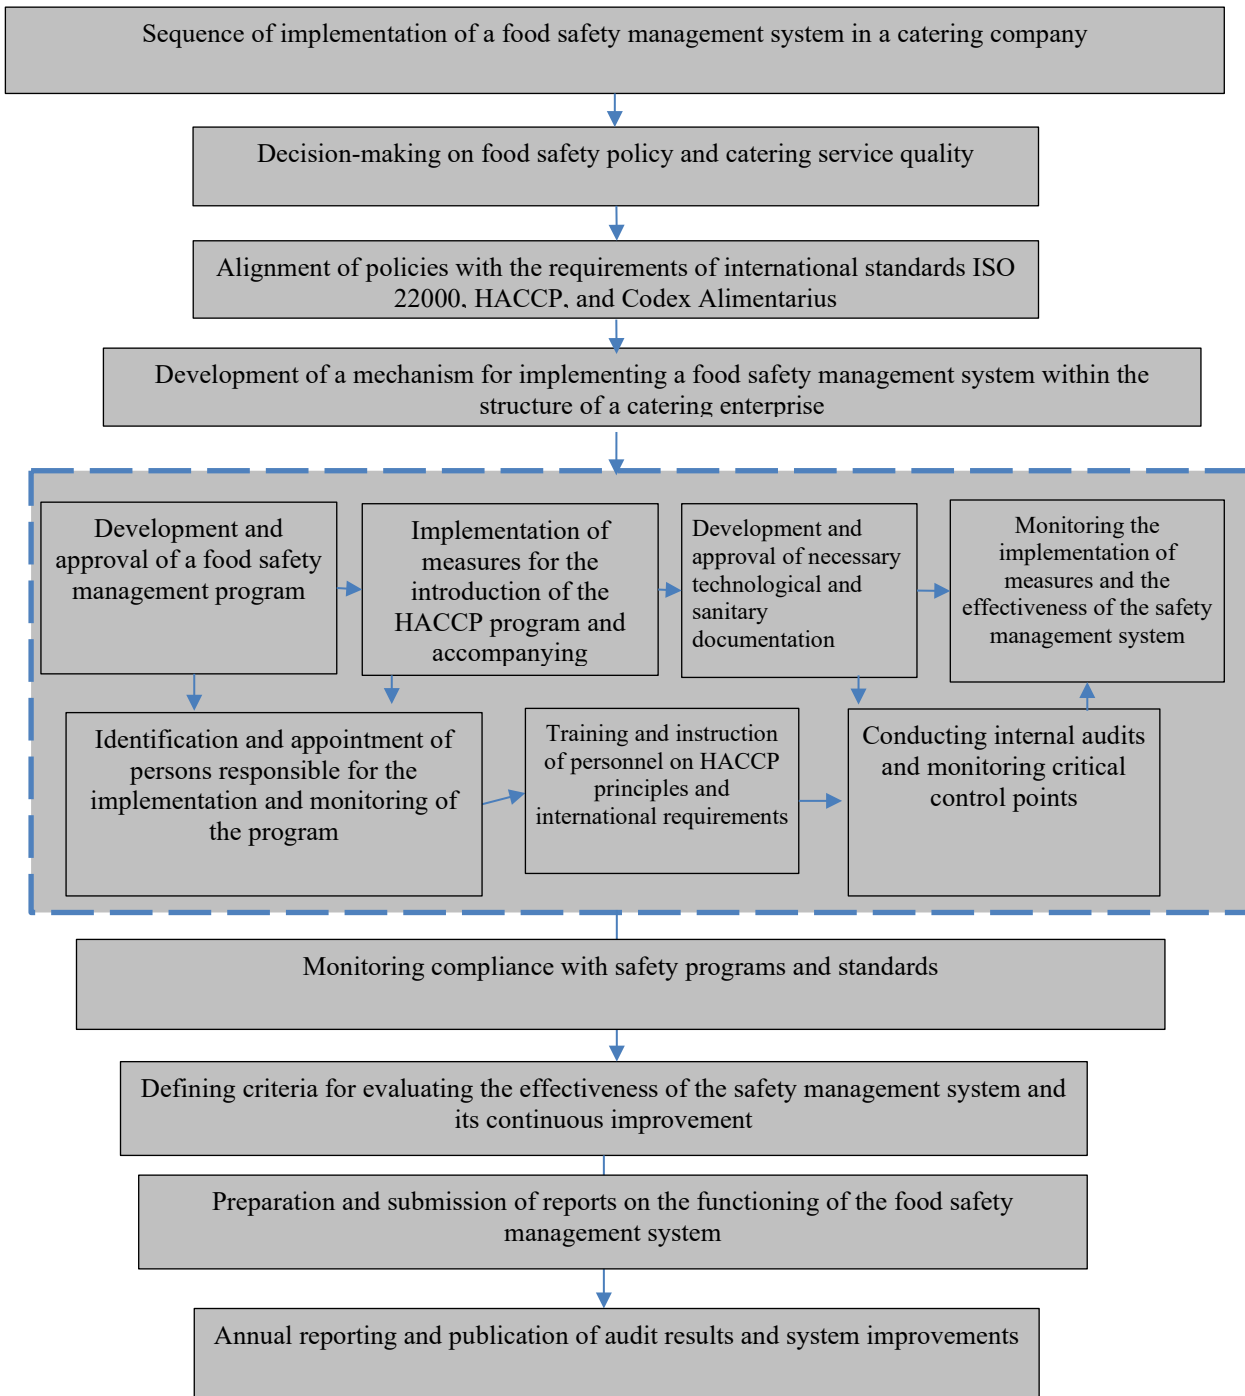 Sequence of implementation of a food safety management system in a catering company
Decision-making on food safety policy and catering service quality
Alignment of policies with the requirements of international standards ISO
22000, HACCP, and Codex Alimentarius
Development of a mechanism for implementing a food safety management system within the
structure of a catering enterprise
Development and
approval of a food safety
management program
Implementation of
measures for the
introduction of the
HACCP program and
accompanying
Development and
approval of necessary
technological and
sanitary
documentation
Monitoring the
implementation of
measures and the
effectiveness of the safety
management system
Identification and appointment of
persons responsible for the
implementation and monitoring of
the program
Training and instruction
of personnel on HACCP
principles and
international requirements
Conducting internal audits
and monitoring critical
control points
Monitoring compliance with safety programs and standards
Defining criteria for evaluating the effectiveness of the safety management system and
its continuous improvement
Preparation and submission of reports on the functioning of the food safety
management system
Annual reporting and publication of audit results and system improvements